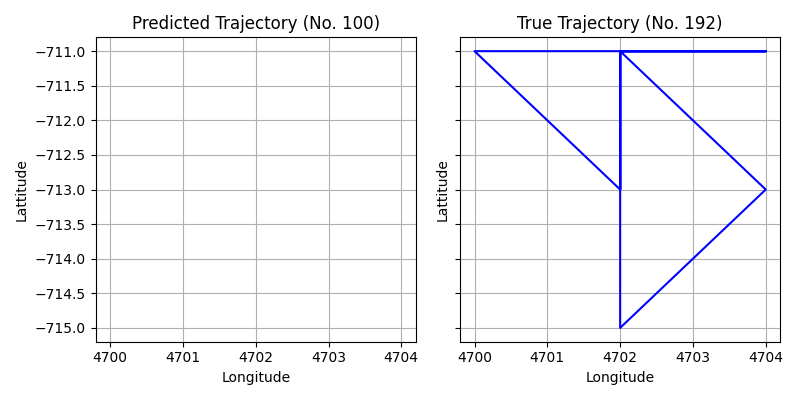 Predicted Trajectory (No. 100)
True Trajectory (No. 192)
−711.0
−711.5
−712.0
−712.5
−713.0
−713.5
−714.0
−714.5
−715.0
Lattitude
Lattitude
4700 4701 4702 4703 4704
4700 4701 4702 4703 4704
Longitude
Longitude